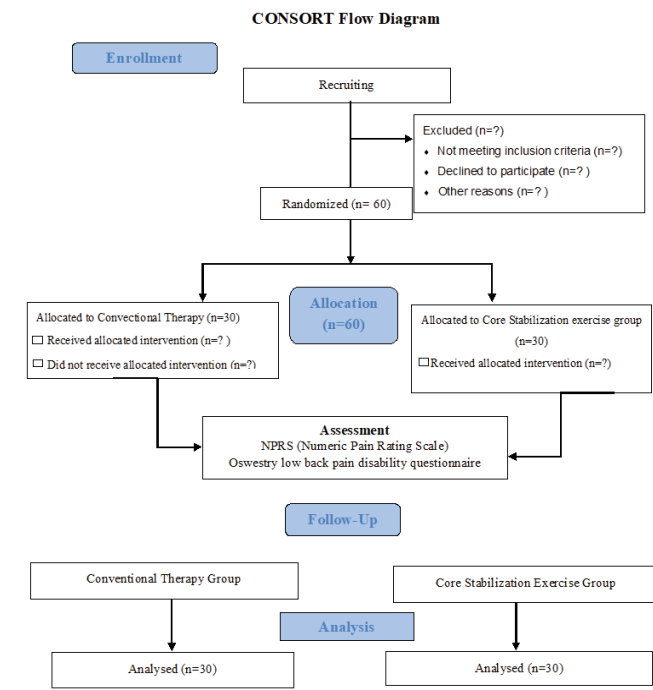 CONSORT Flow Diagram
Enrollment
Recruiting
Excluded (n=?)
♦ Not meeting inclusion criteria (n=?)
♦ Declined to participate (n=? )
♦ Other reasons (n=? )
Randomized (n= 60)
Allocation
(n=60)
Allocated to Convectional Therapy (n=30)
□ Received allocated intervention (n=? )
□ Did not receive allocated intervention (n=?)
Allocated to Core Stabilization exercise group
(n=30)
□Received allocated intervention (n=?)
Assessment
NPRS (Numeric Pain Rating Scale)
Oswestry low back pain disability questionnaire
Follow-Up
Conventional Therapy Group
Core Stabilization Exercise Group
Analysis
Analysed (n=30)
Analysed (n=30)